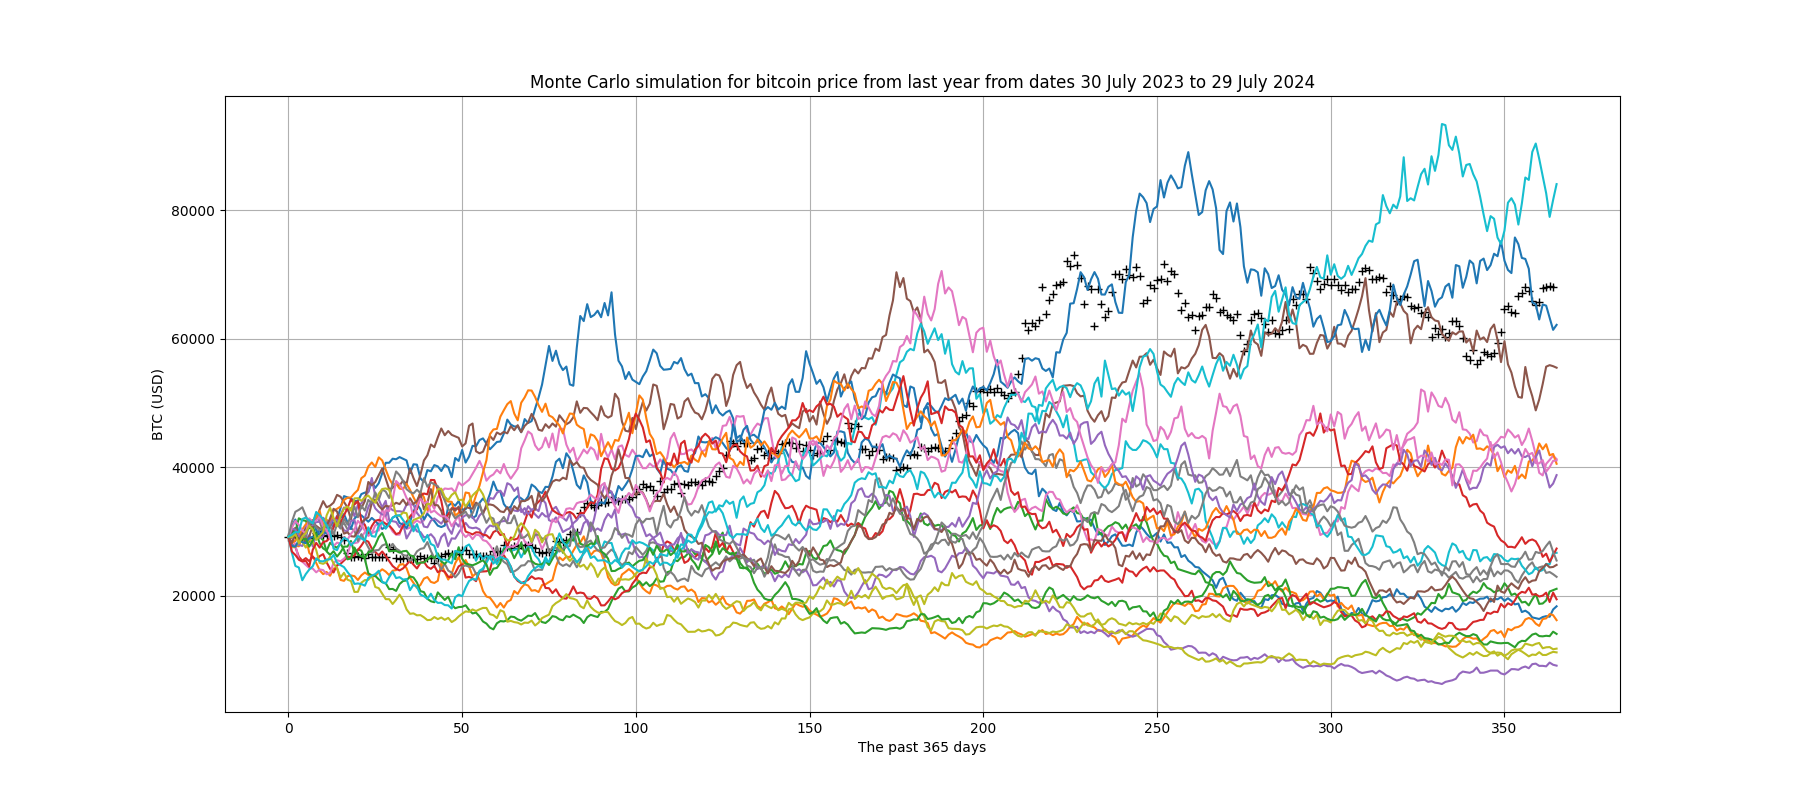 Monte Carlo simulation for bitcoin price from last year from dates 30 July 2023 to 29 July 2024
80000
60000
40000
20000
BTC (USD)
0 50 100 150 200 250 300 350
The past 365 days